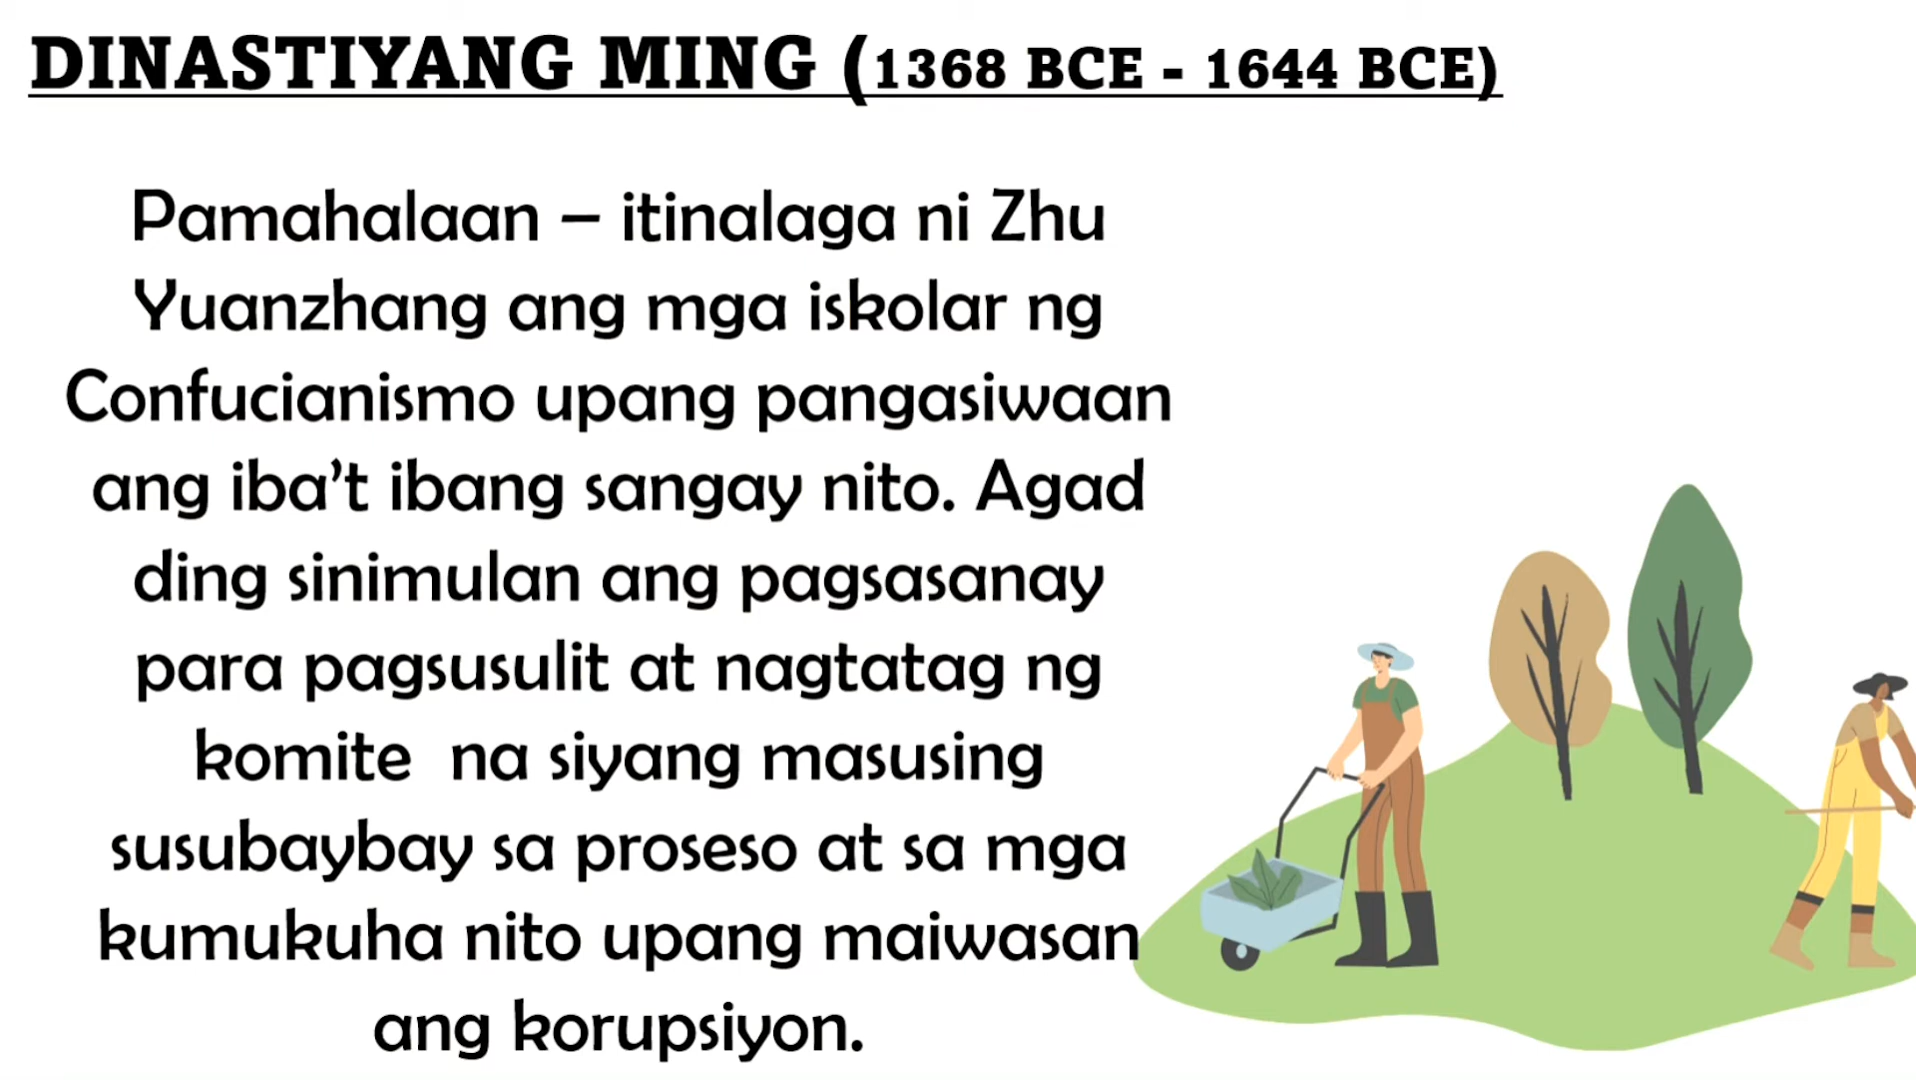 DINASTIYANG MING (1368 BCE - 1644 BCE)
Pamahalaan – itinalaga ni Zhu
Yuanzhang ang mga iskolar ng
Confucianismo upang pangasiwaan
ang iba’t ibang sangay nito. Agad
ding sinimulan ang pagsasanay
para pagsusulit at nagtatag ng
komite na siyang masusing
susubaybay sa proseso at sa mga
kumukuha nito upang maiwasan
ang korupsiyon.